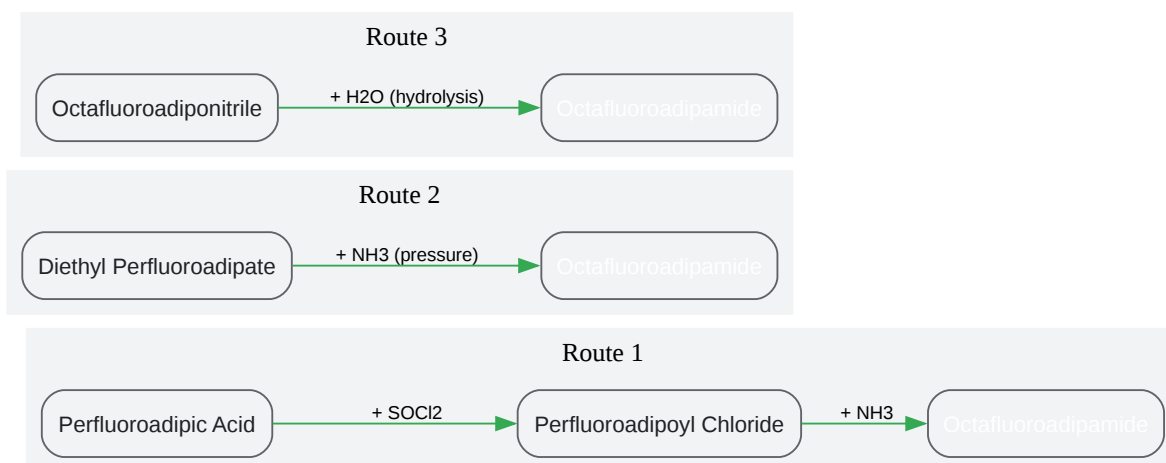 Route 3
Octafluoroadiponitrile + H2O (hydrolysis) Octafluoroadipamide
Route 2
Diethyl Perfluoroadipate + NH3 (pressure) Octafluoroadipamide
Route 1
Perfluoroadipic Acid + SOCl2 Perfluoroadipoyl Chloride + NH3 Octafluoroadipamide